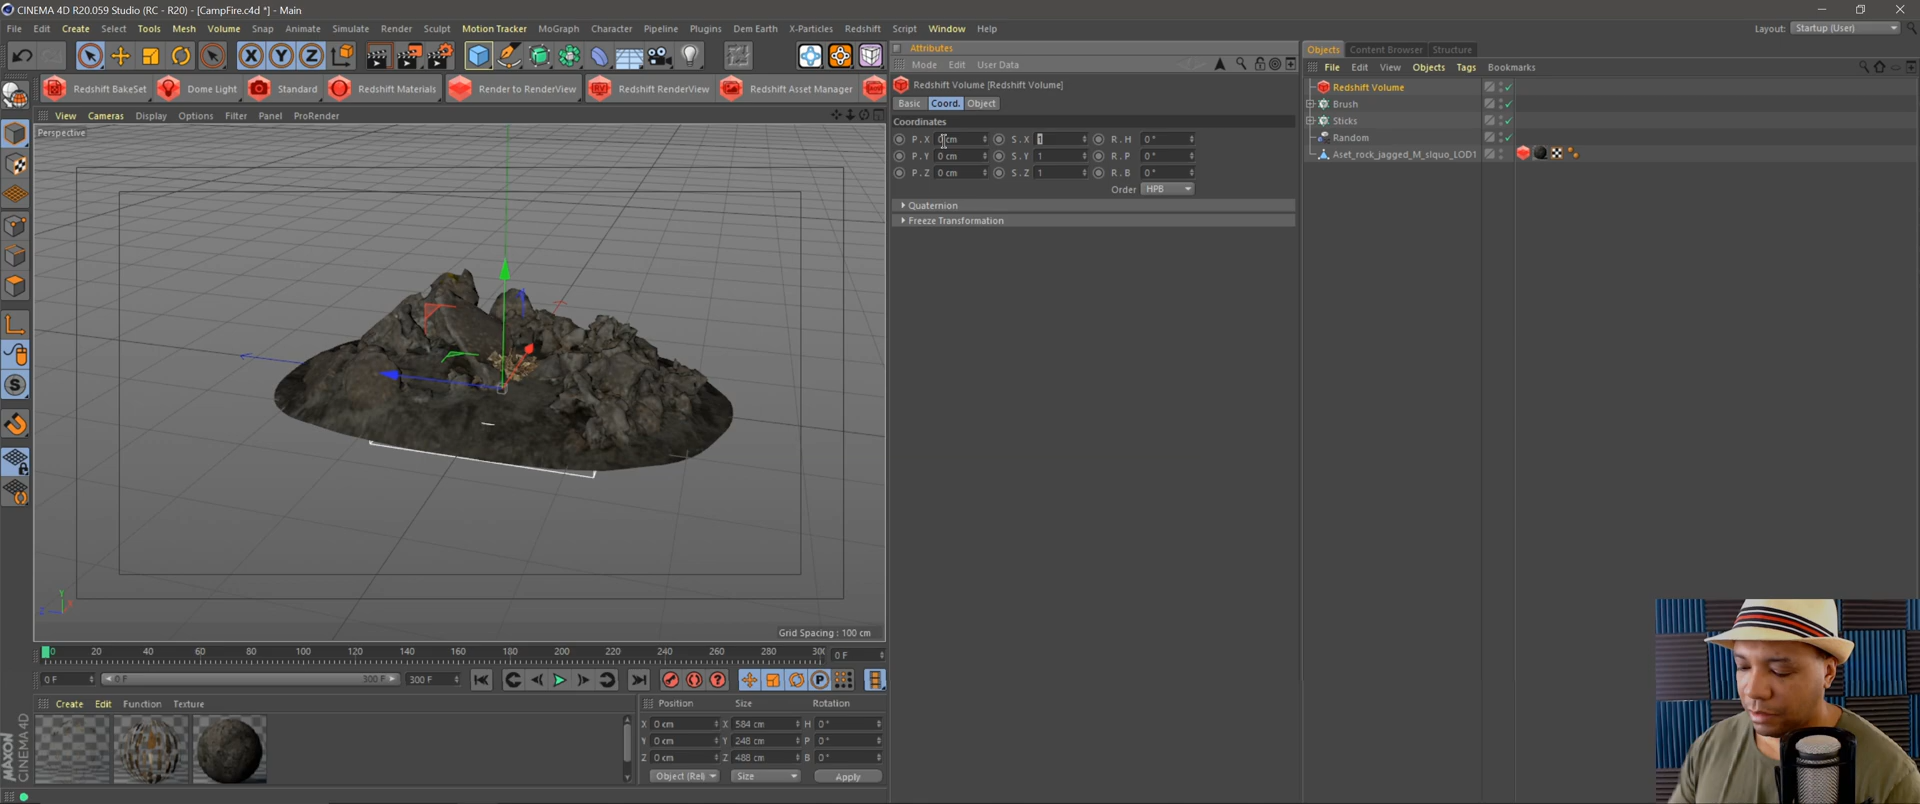 CINEMA 4D R20.059 Studio (RC - R20) - [CampFire.c4d *] - Main
File Edit Create Select Tools Mesh Volume Snap Animate Simulate Render Sculpt Motion Tracker MoGraph Character Pipeline Plugins Dem Earth X-Particles Redshift Script Window Help
Layout: Startup (User)
Redshift BakeSet Dome Light Standard Redshift Materials Render to RenderView Redshift RenderView Redshift Asset Manager
View Cameras Display Options Filter Panel ProRender
Perspective
Grid Spacing : 100 cm
Attributes
Mode Edit User Data
Redshift Volume [Redshift Volume]
Basic Coord. Object
Coordinates
P . X 0 cm S . X 1 R . H 0 °
P . Y 0 cm S . Y 1 R . P 0 °
P . Z 0 cm S . Z 1 R . B 0 °
Order HPB
Quaternion
Freeze Transformation
Objects Content Browser Structure
File Edit View Objects Tags Bookmarks
Redshift Volume
Brush
Sticks
Random
Aset_rock_jagged_M_slquo_LOD1
0 20 40 60 80 100 120 140 160 180 200 220 240 260 280 300 0 F
0 F 0 F 300 F 300 F
Create Edit Function Texture
Position Size Rotation
X 0 cm X 584 cm H 0 °
Y 0 cm Y 248 cm P 0 °
Z 0 cm Z 488 cm B 0 °
Object (Rel) Size Apply
MAXON CINEMA4D
X Y Z